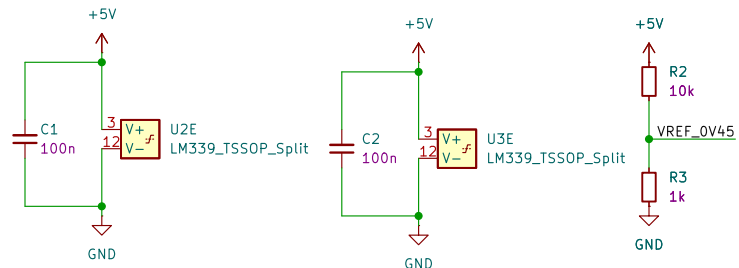 +5V
C1
100n
3
12
V+
V-
U2E
LM339_TSSOP_Split
GND
+5V
C2
100n
3
12
V+
V-
U3E
LM339_TSSOP_Split
GND
+5V
R2
10k
VREF_0V45
R3
1k
GND